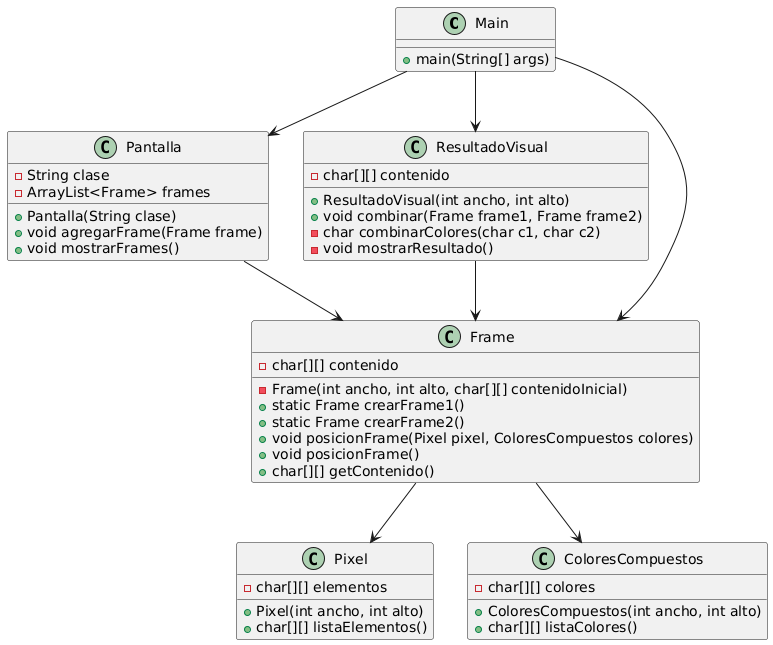 C Main
main(String[] args)
C Pantalla
String clase
ArrayList<Frame> frames
Pantalla(String clase)
void agregarFrame(Frame frame)
void mostrarFrames()
C ResultadoVisual
char[][] contenido
ResultadoVisual(int ancho, int alto)
void combinar(Frame frame1, Frame frame2)
char combinarColores(char c1, char c2)
void mostrarResultado()
C Frame
char[][] contenido
Frame(int ancho, int alto, char[][] contenidoInicial)
static Frame crearFrame1()
static Frame crearFrame2()
void posicionFrame(Pixel pixel, ColoresCompuestos colores)
void posicionFrame()
char[][] getContenido()
C Pixel
char[][] elementos
Pixel(int ancho, int alto)
char[][] listaElementos()
C ColoresCompuestos
char[][] colores
ColoresCompuestos(int ancho, int alto)
char[][] listaColores()